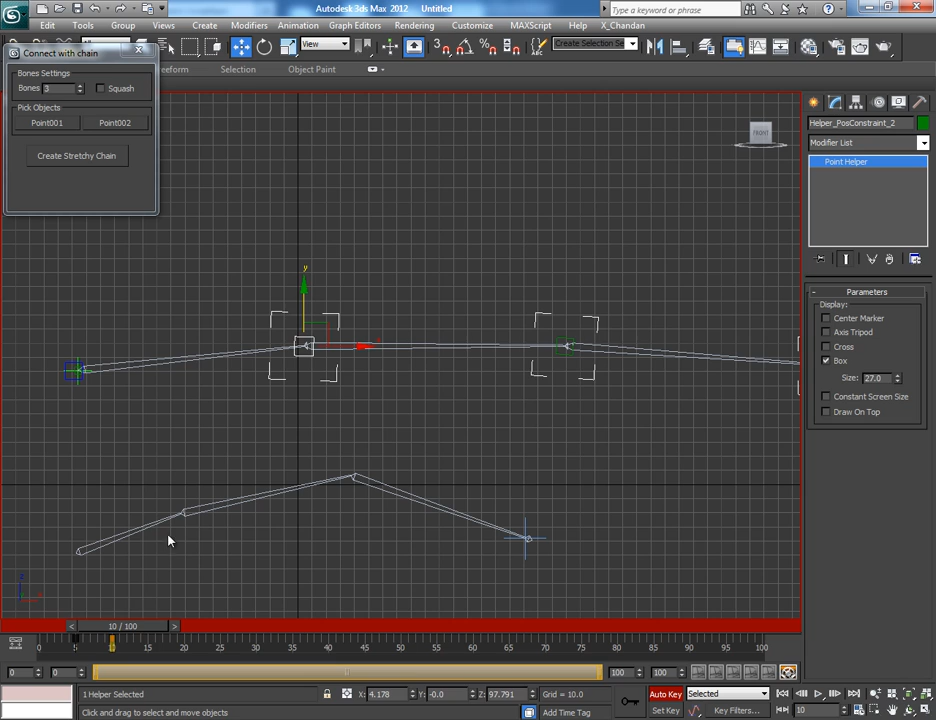 Autodesk 3ds Max 2012 Untitled
Type a keyword or phrase
Edit Tools Group Views Create Modifiers Animation Graph Editors Rendering Customize MAXScript Help X_Chandan
View
3
Create Selection Se
Connect with chain
Selection Object Paint
Bones Settings
Bones 3 Squash
Pick Objects
Point001 Point002
Create Stretchy Chain
FRONT
y
Helper_PosConstraint_2
Modifier List
Point Helper
Parameters
Display:
Center Marker
Axis Tripod
Cross
Box
Size: 27.0
Constant Screen Size
Draw On Top
z
10 / 100
0 5 10 15 20 25 30 35 40 45 50 55 60 65 70 75 80 85 90 95 100
0 0 100 100
1 Helper Selected
X: 4.178 Y: -0.0 Z: 97.791 Grid = 10.0
Auto Key Selected
Click and drag to select and move objects
Add Time Tag
Set Key Key Filters... 10